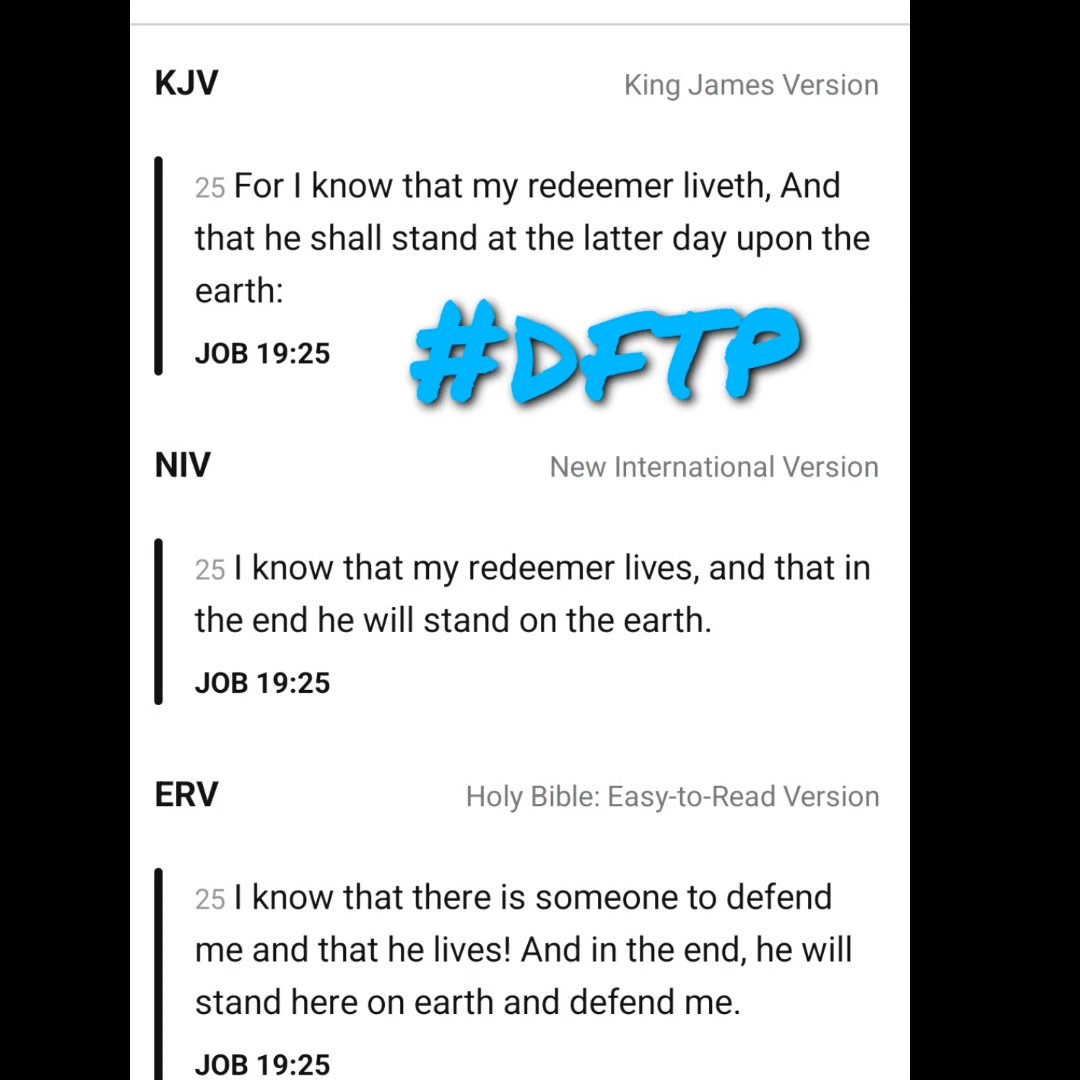 KJV King James Version
25 For I know that my redeemer liveth, And
that he shall stand at the latter day upon the
earth:
JOB 19:25
#DFTP
NIV New International Version
25 I know that my redeemer lives, and that in
the end he will stand on the earth.
JOB 19:25
ERV Holy Bible: Easy-to-Read Version
25 I know that there is someone to defend
me and that he lives! And in the end, he will
stand here on earth and defend me.
JOB 19:25